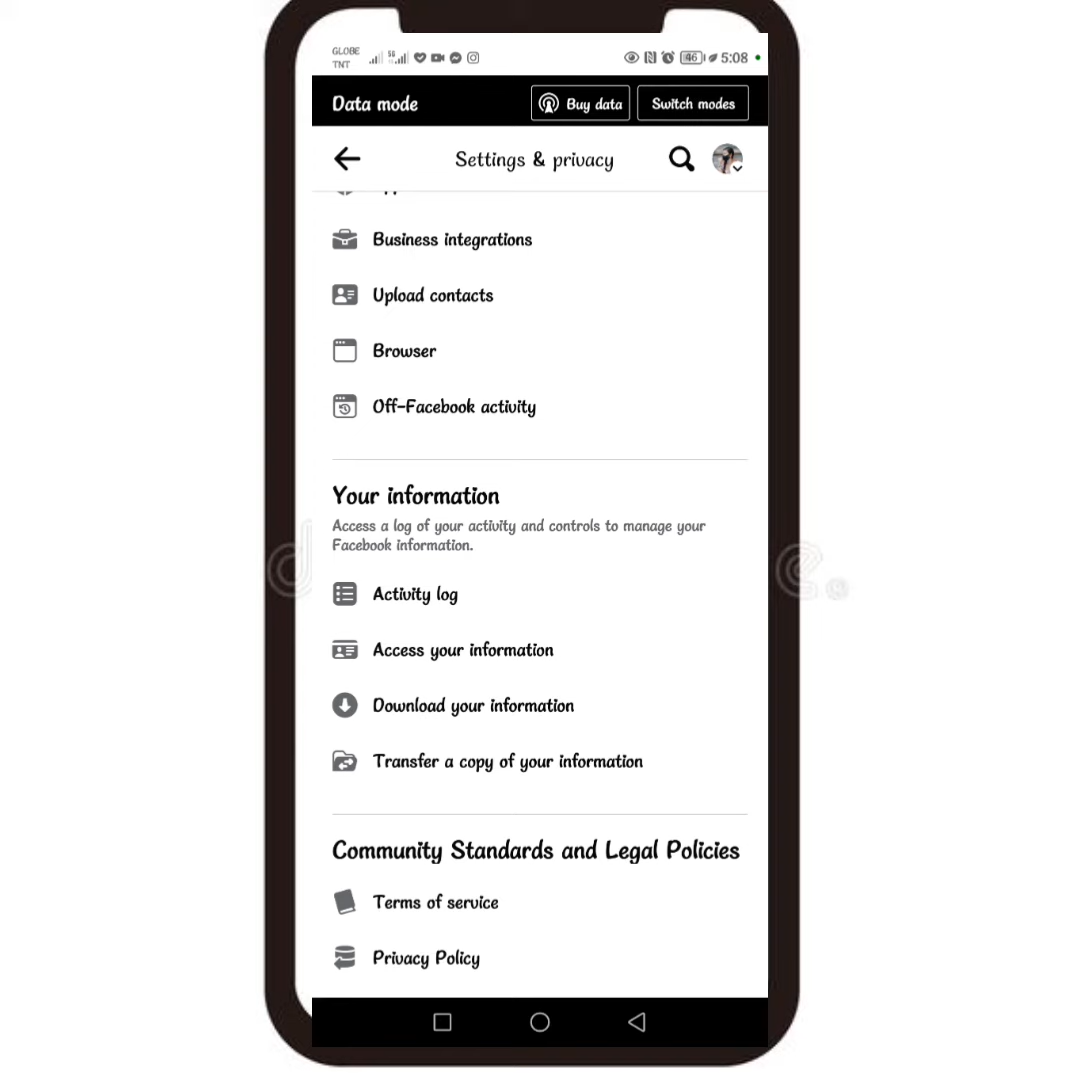 GLOBE
TNT
5G
46
5:08
Data mode
Buy data
Switch modes
Settings & privacy
Business integrations
Upload contacts
Browser
Off-Facebook activity
Your information
Access a log of your activity and controls to manage your
Facebook information.
Activity log
Access your information
Download your information
Transfer a copy of your information
Community Standards and Legal Policies
Terms of service
Privacy Policy